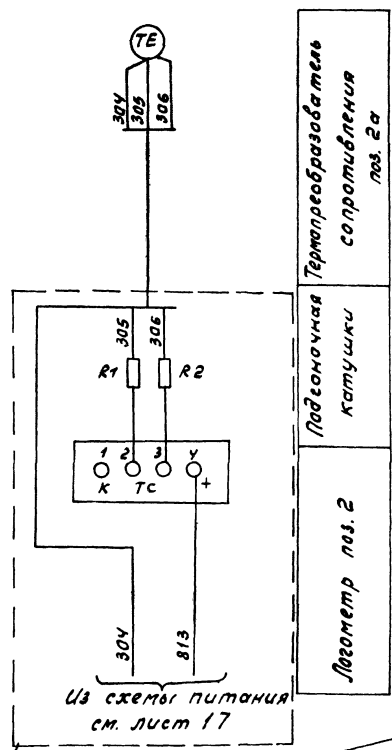 TE
304
305
306
305
306
R1
R2
1 2 3 4
К ТС +
304
813
Из схемы питания
см. лист 17
Термапреобразователь
сопротивления
поз. 2а
Подгоночная
катушки
Логометр поз. 2